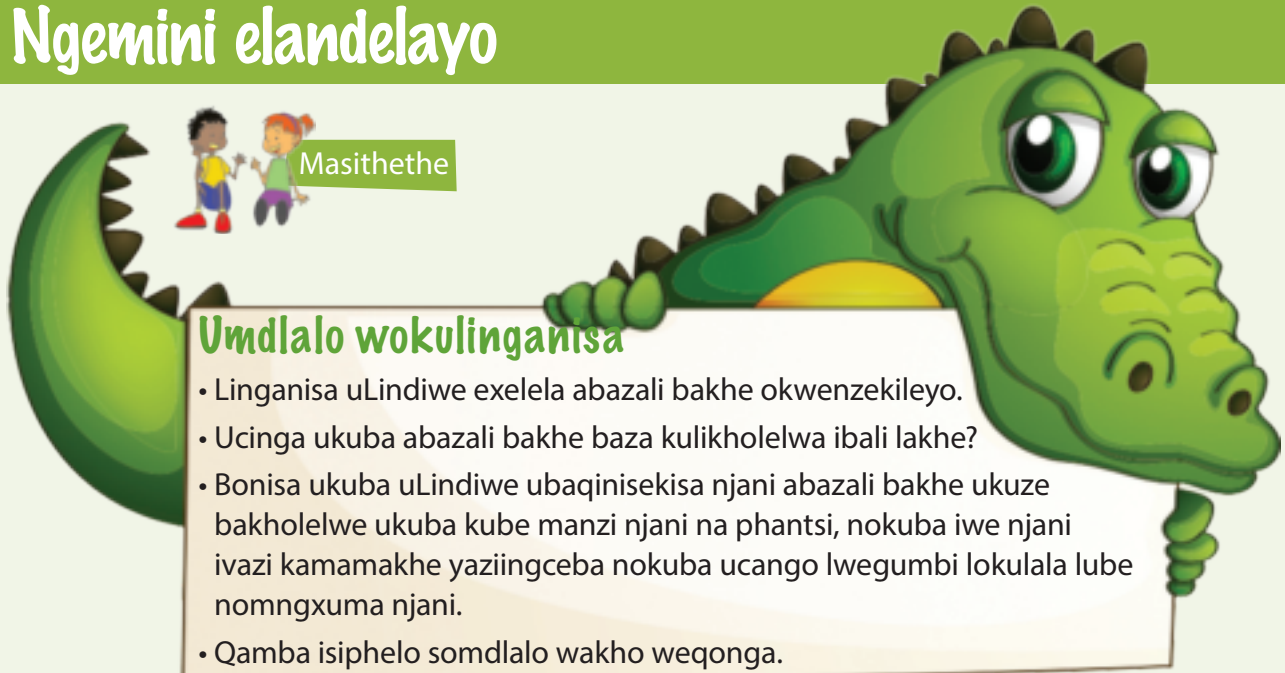 Ngemini elandelayo
Masithethe
Umdlalo wokulinganisa
• Linganisa uLindiwe exelela abazali bakhe okwenzekileyo.
• Ucinga ukuba abazali bakhe baza kulikholelwa ibali lakhe?
• Bonisa ukuba uLindiwe ubaqinisekisa njani abazali bakhe ukuze
bakholelwe ukuba kube manzi njani na phantsi, nokuba iwe njani
ivazi kamamakhe yaziingceba nokuba ucango lwegumbi lokulala lube
nomngxuma njani.
• Qamba isiphelo somdlalo wakho weqonga.